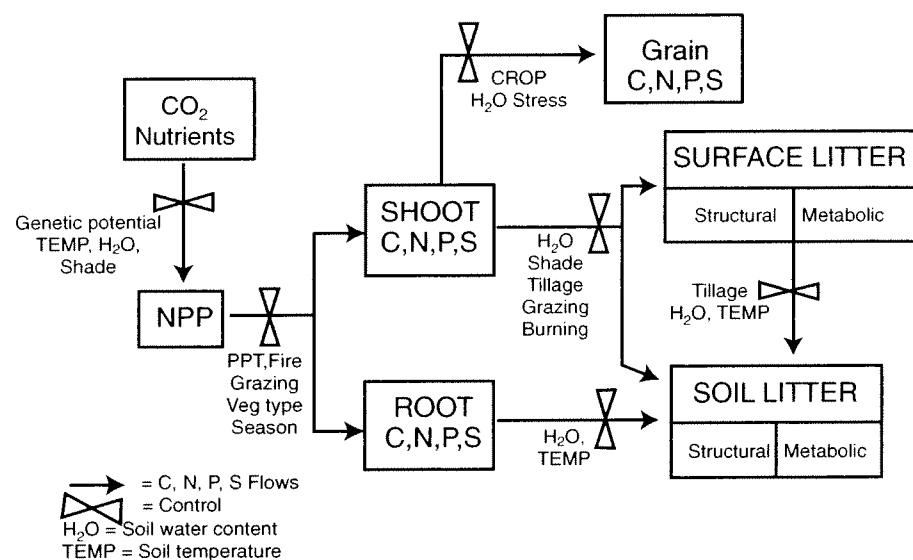 CO₂
Nutrients
Genetic potential
TEMP, H₂O,
Shade
NPP
PPT,Fire
Grazing
Veg type
Season
SHOOT
C,N,P,S
ROOT
C,N,P,S
CROP
H₂O Stress
Grain
C,N,P,S
H₂O
Shade
Tillage
Grazing
Burning
H₂O,
TEMP
SURFACE LITTER
Structural
Metabolic
Tillage
H₂O, TEMP
SOIL LITTER
Structural
Metabolic
= C, N, P, S Flows
= Control
H₂O = Soil water content
TEMP = Soil temperature